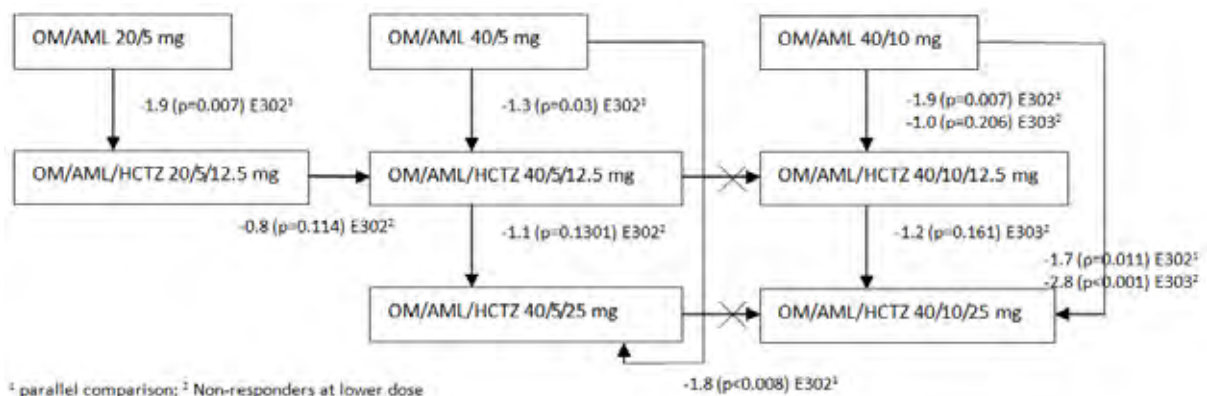 OM/AML 20/5 mg
OM/AML 40/5 mg
OM/AML 40/10 mg
-1.9 (p=0.007) E302¹
-1.3 (p=0.03) E302¹
-1.9 (p=0.007) E302¹
-1.0 (p=0.206) E303²
OM/AML/HCTZ 20/5/12.5 mg
OM/AML/HCTZ 40/5/12.5 mg
OM/AML/HCTZ 40/10/12.5 mg
-0.8 (p=0.114) E302²
-1.1 (p=0.1301) E302²
-1.2 (p=0.161) E303²
-1.7 (p=0.011) E302¹
-2.8 (p<0.001) E303²
OM/AML/HCTZ 40/5/25 mg
OM/AML/HCTZ 40/10/25 mg
-1.8 (p<0.008) E302¹
¹ parallel comparison; ² Non-responders at lower dose